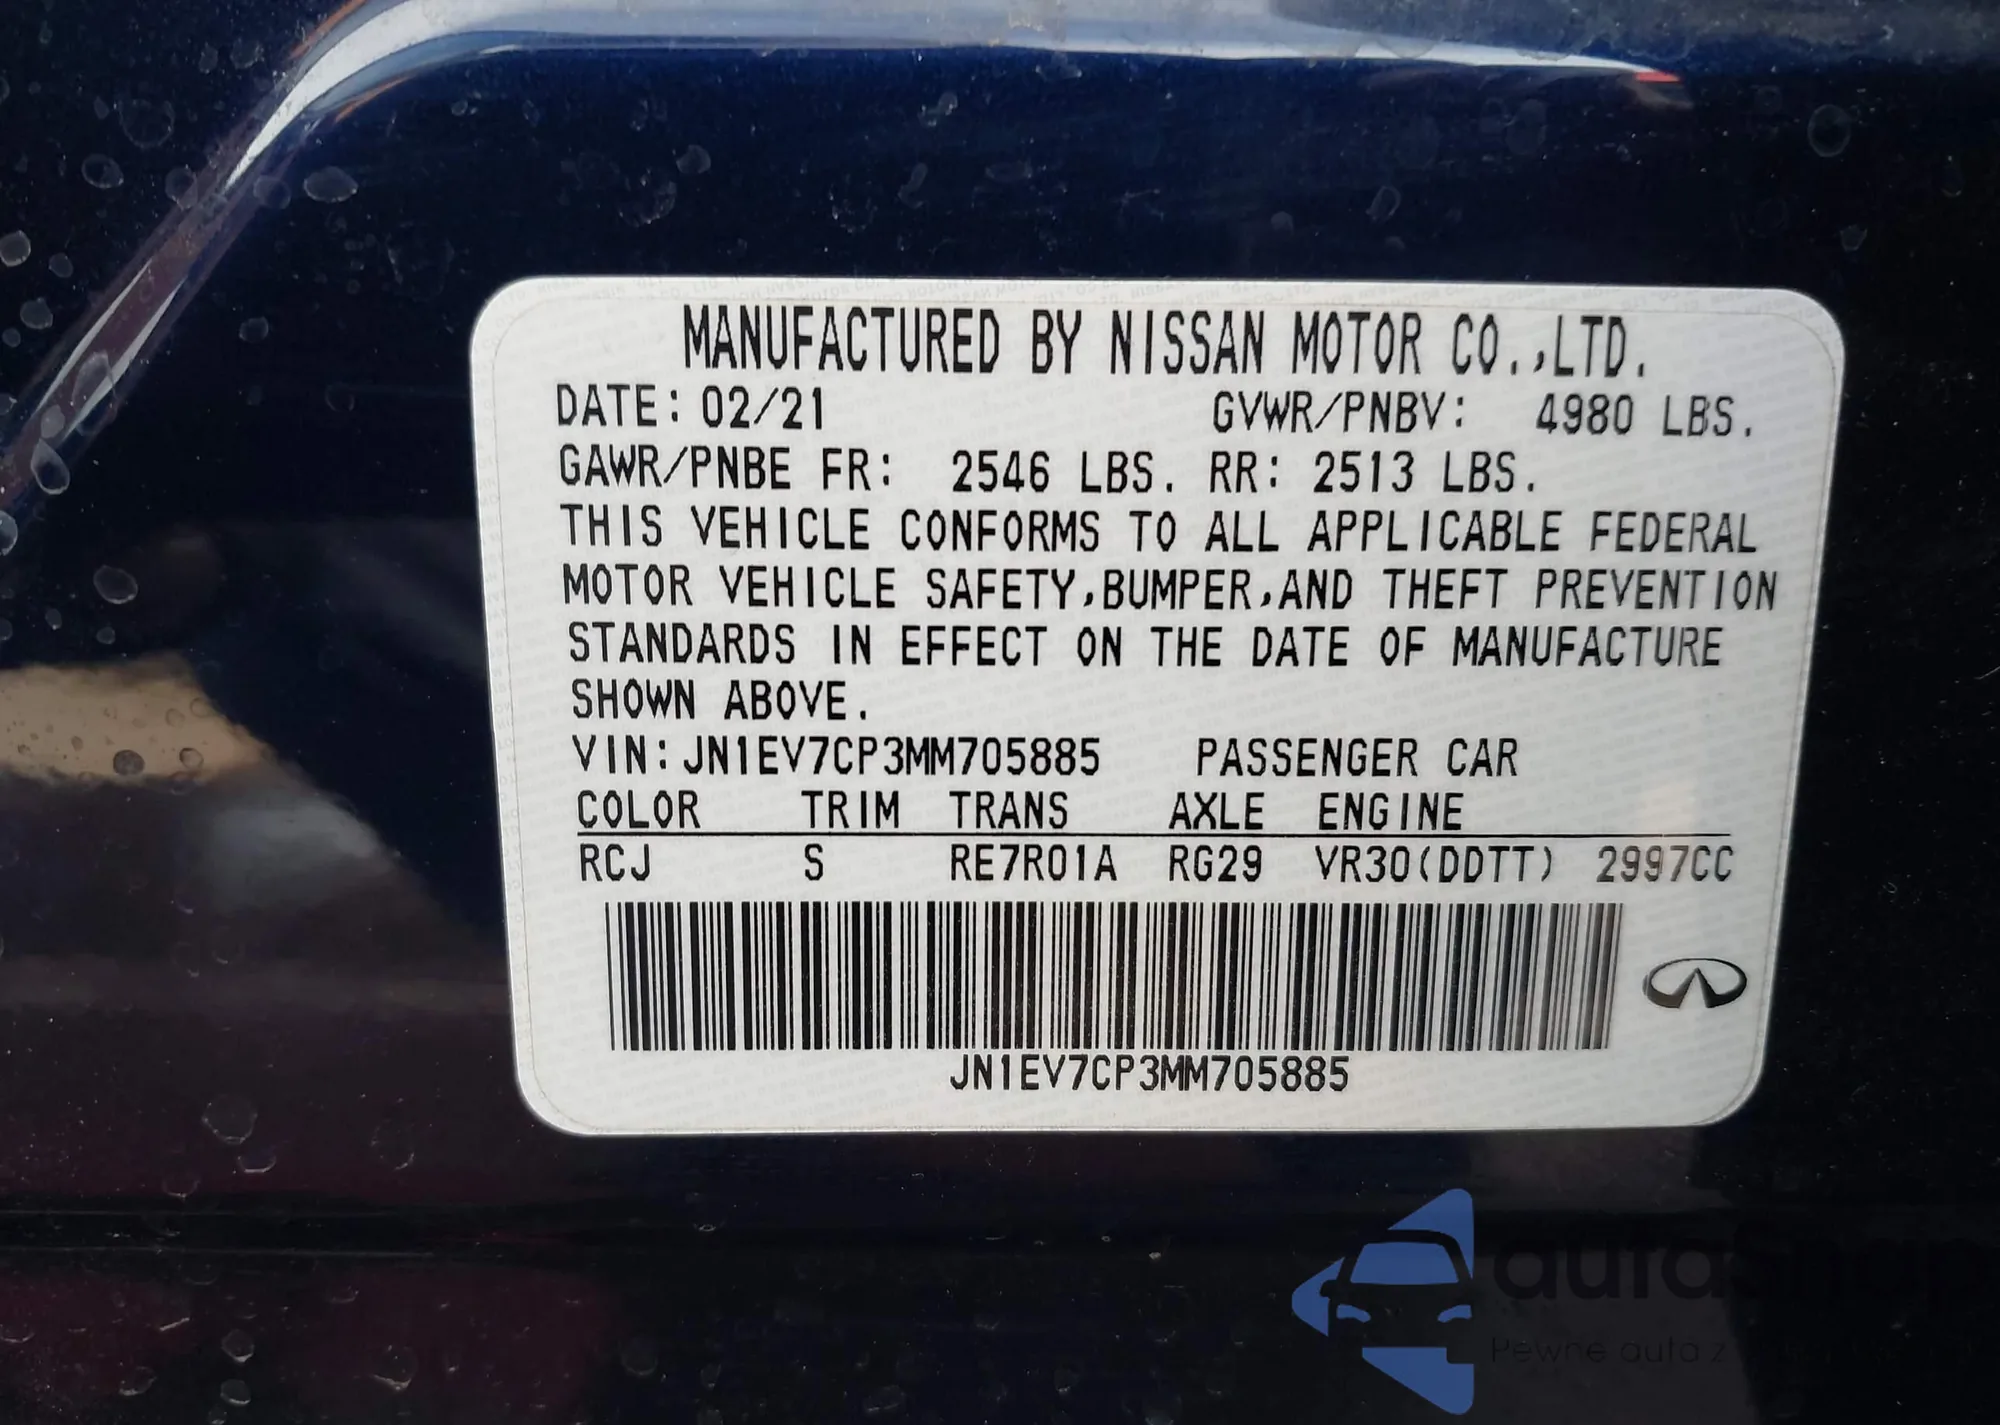 MANUFACTURED BY NISSAN MOTOR CO.,LTD.
DATE: 02/21 GVWR/PNBV: 4980 LBS.
GAWR/PNBE FR: 2546 LBS. RR: 2513 LBS.
THIS VEHICLE CONFORMS TO ALL APPLICABLE FEDERAL
MOTOR VEHICLE SAFETY,BUMPER,AND THEFT PREVENTION
STANDARDS IN EFFECT ON THE DATE OF MANUFACTURE
SHOWN ABOVE.
VIN:JN1EV7CP3MM705885 PASSENGER CAR
COLOR TRIM TRANS AXLE ENGINE
RCJ S RE7R01A RG29 VR30(DDTT) 2997CC
JN1EV7CP3MM705885
autaShop
Pewne auto z